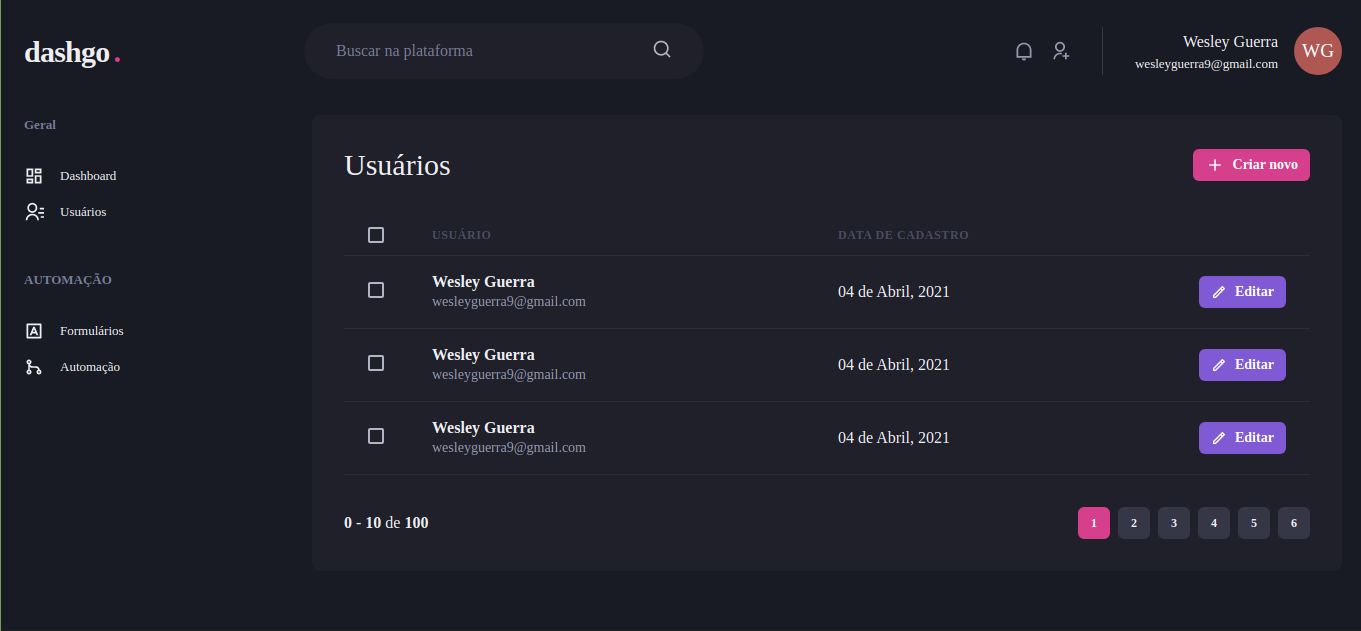 dashgo.
Buscar na plataforma
Wesley Guerra
wesleyguerra9@gmail.com
WG
Geral
Dashboard
Usuários
AUTOMAÇÃO
Formulários
Automação
Usuários
Criar novo
USUÁRIO DATA DE CADASTRO
Wesley Guerra
wesleyguerra9@gmail.com
04 de Abril, 2021
Editar
Wesley Guerra
wesleyguerra9@gmail.com
04 de Abril, 2021
Editar
Wesley Guerra
wesleyguerra9@gmail.com
04 de Abril, 2021
Editar
0 - 10 de 100
1 2 3 4 5 6